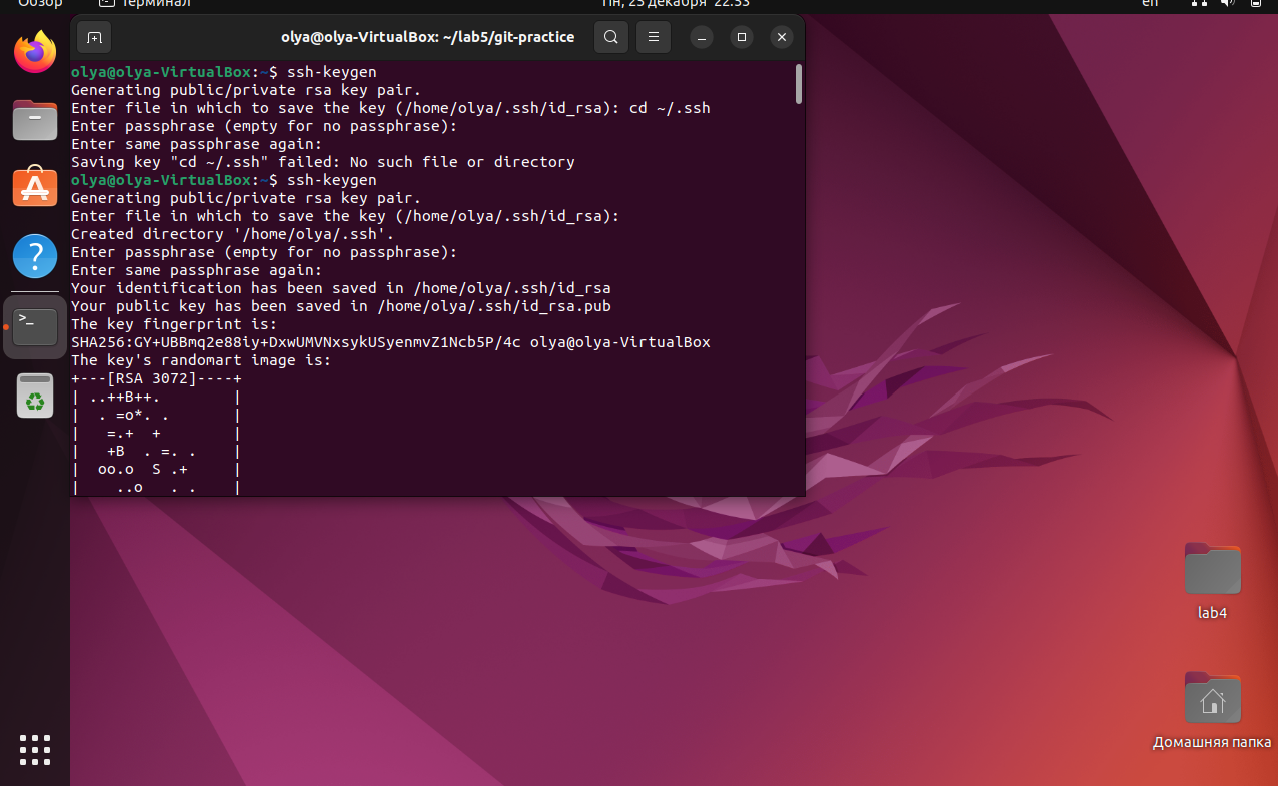 Обзор
Терминал
Пн, 25 декабря 22:53
en
olya@olya-VirtualBox: ~/lab5/git-practice
olya@olya-VirtualBox:~$ ssh-keygen
Generating public/private rsa key pair.
Enter file in which to save the key (/home/olya/.ssh/id_rsa): cd ~/.ssh
Enter passphrase (empty for no passphrase):
Enter same passphrase again:
Saving key "cd ~/.ssh" failed: No such file or directory
olya@olya-VirtualBox:~$ ssh-keygen
Generating public/private rsa key pair.
Enter file in which to save the key (/home/olya/.ssh/id_rsa):
Created directory '/home/olya/.ssh'.
Enter passphrase (empty for no passphrase):
Enter same passphrase again:
Your identification has been saved in /home/olya/.ssh/id_rsa
Your public key has been saved in /home/olya/.ssh/id_rsa.pub
The key fingerprint is:
SHA256:GY+UBBmq2e88iy+DxwUMVNxsykUSyenmvZ1Ncb5P/4c olya@olya-VirtualBox
The key's randomart image is:
+---[RSA 3072]----+
| ..++B++.        |
|  . =o*. .       |
|   =.+  +        |
|   +B  . =. .    |
|  oo.o  S .+     |
|    ..o   . .    |
lab4
Домашняя папка